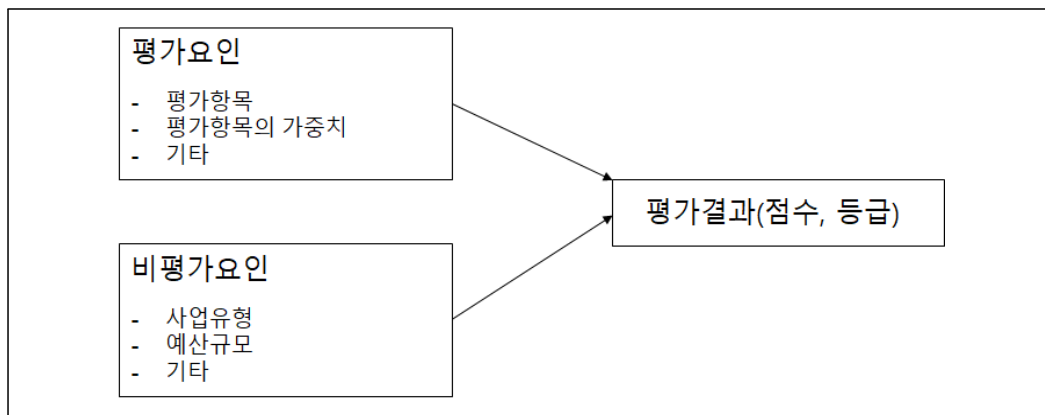 평가요인
- 평가항목
- 평가항목의 가중치
- 기타
평가결과(점수, 등급)
비평가요인
- 사업유형
- 예산규모
- 기타